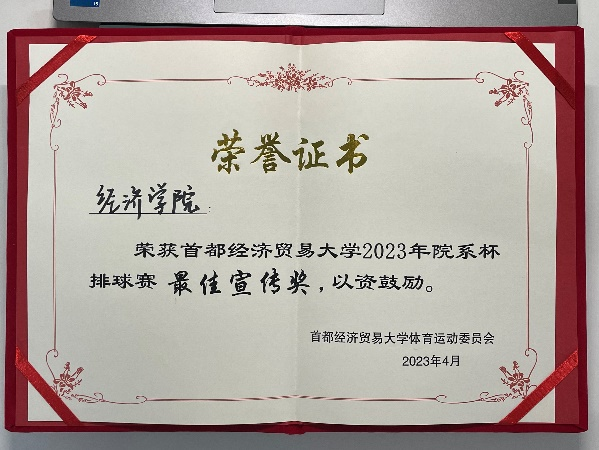 荣誉证书
经济学院：
荣获首都经济贸易大学2023年院系杯
排球赛 最佳宣传奖，以资鼓励。
首都经济贸易大学体育运动委员会
2023年4月